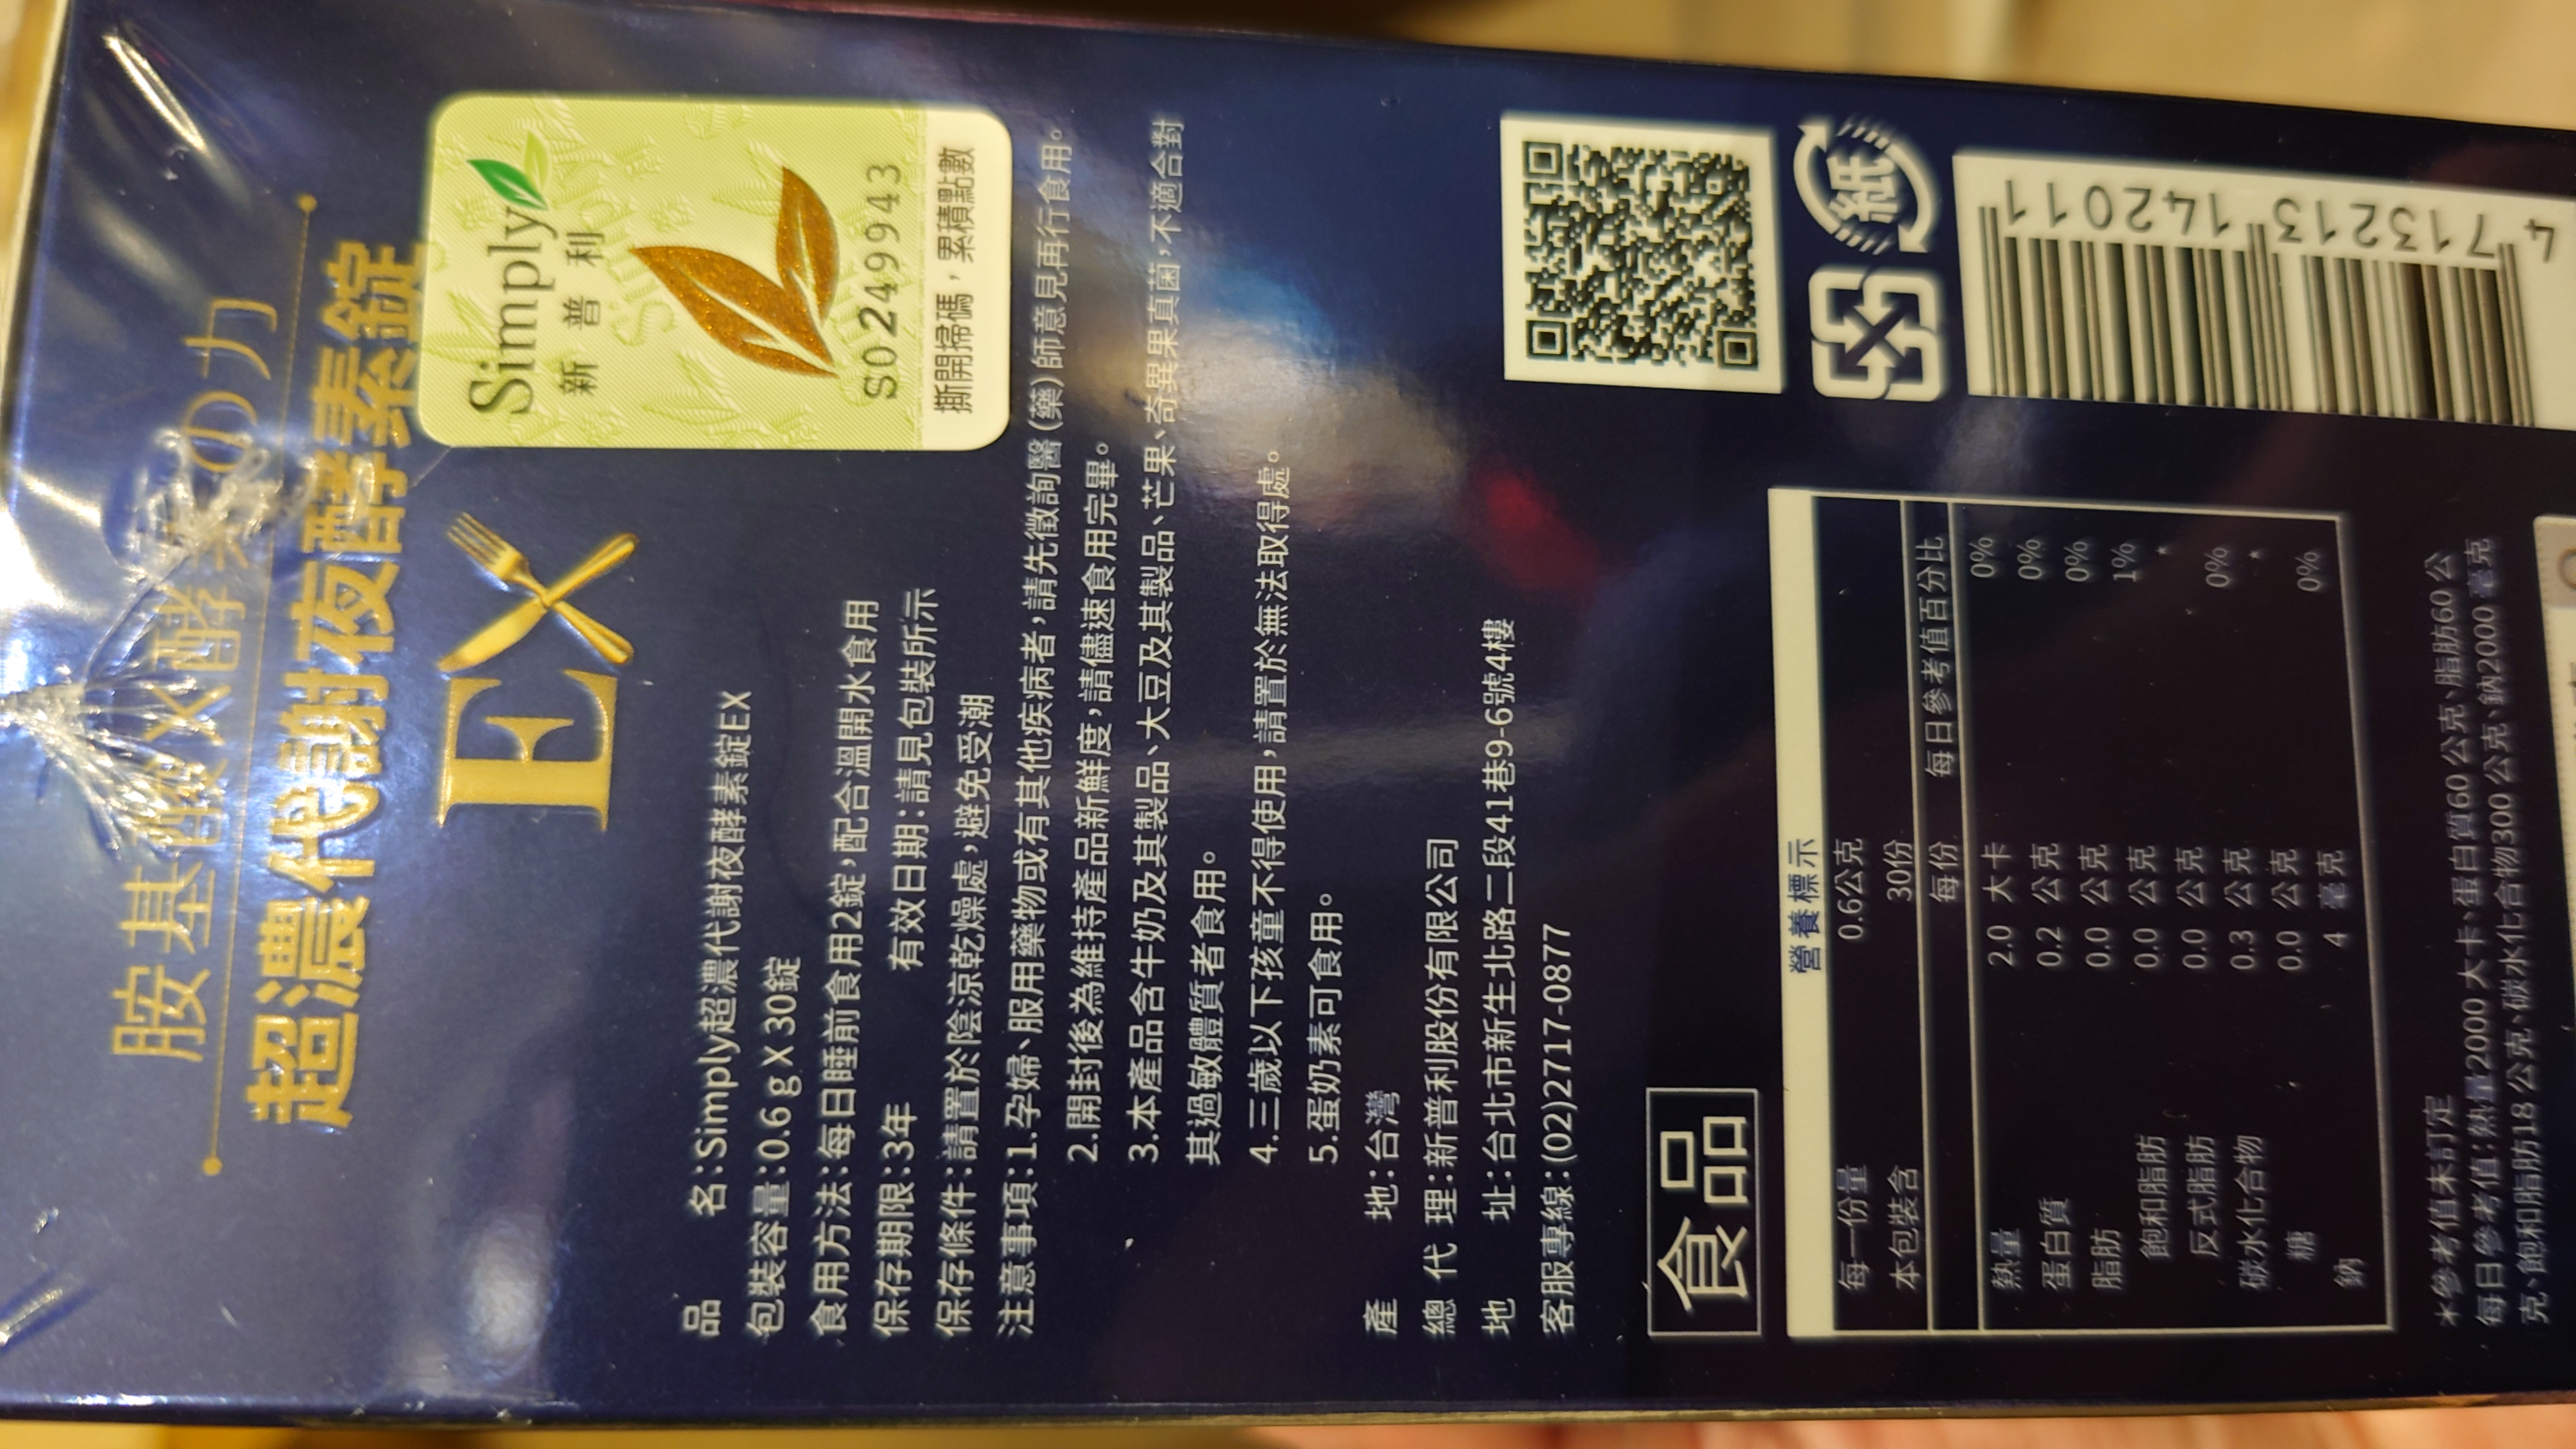 胺基酸X酵素の力
超濃代謝夜酵素錠
EX
Simply
新普利
S02499943
撕開掃碼，累積點數
品名：Simply超濃代謝夜酵素錠EX
包裝容量：0.6 g X 30錠
食用方法：每日睡前食用2錠，配合溫開水食用
保存期限：3年 有效日期：請見包裝所示
保存條件：請置於陰涼乾燥處，避免受潮
注意事項：1.孕婦、服用藥物或有其他疾病者，請先徵詢醫（藥）師意見再行食用。
2.開封後為維持產品新鮮度，請儘速食用完畢。
3.本產品含牛奶及其製品、大豆及其製品、芒果、奇異果真菌，不適合對
其過敏體質者食用。
4.三歲以下孩童不得使用，請置於無法取得處。
5.蛋奶素可食用。
產地：台灣
總代理：新普利股份有限公司
地址：台北市新生北路二段41巷9-6號4樓
客服專線：(02)2717-0877
食品
紙
4 713213 142011
營養標示
每一份量 0.6公克
本包裝含 30份
每份 每日參考值百分比
熱量 2.0 大卡 0%
蛋白質 0.2 公克 0%
脂肪 0.0 公克 0%
飽和脂肪 0.0 公克 1%
反式脂肪 0.0 公克 *
碳水化合物 0.3 公克 0%
糖 0.0 公克 *
鈉 4 毫克 0%
*參考值未訂定
每日參考值：熱量2000 大卡、蛋白質60 公克、脂肪60 公
克、飽和脂肪18 公克、碳水化合物300 公克、鈉2000 毫克